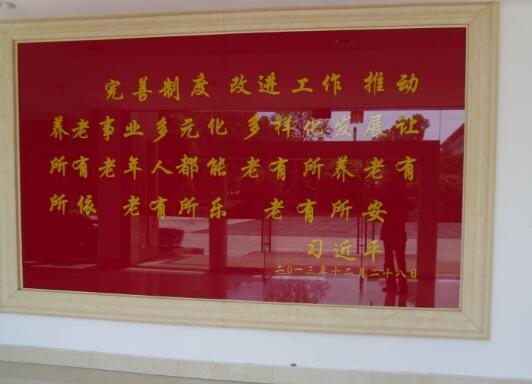 完善制度 改进工作 推动
养老事业多元化多样化发展让
所有老年人都能老有所养老有
所依 老有所乐 老有所安
习近平
二〇一三年十二月二十八日